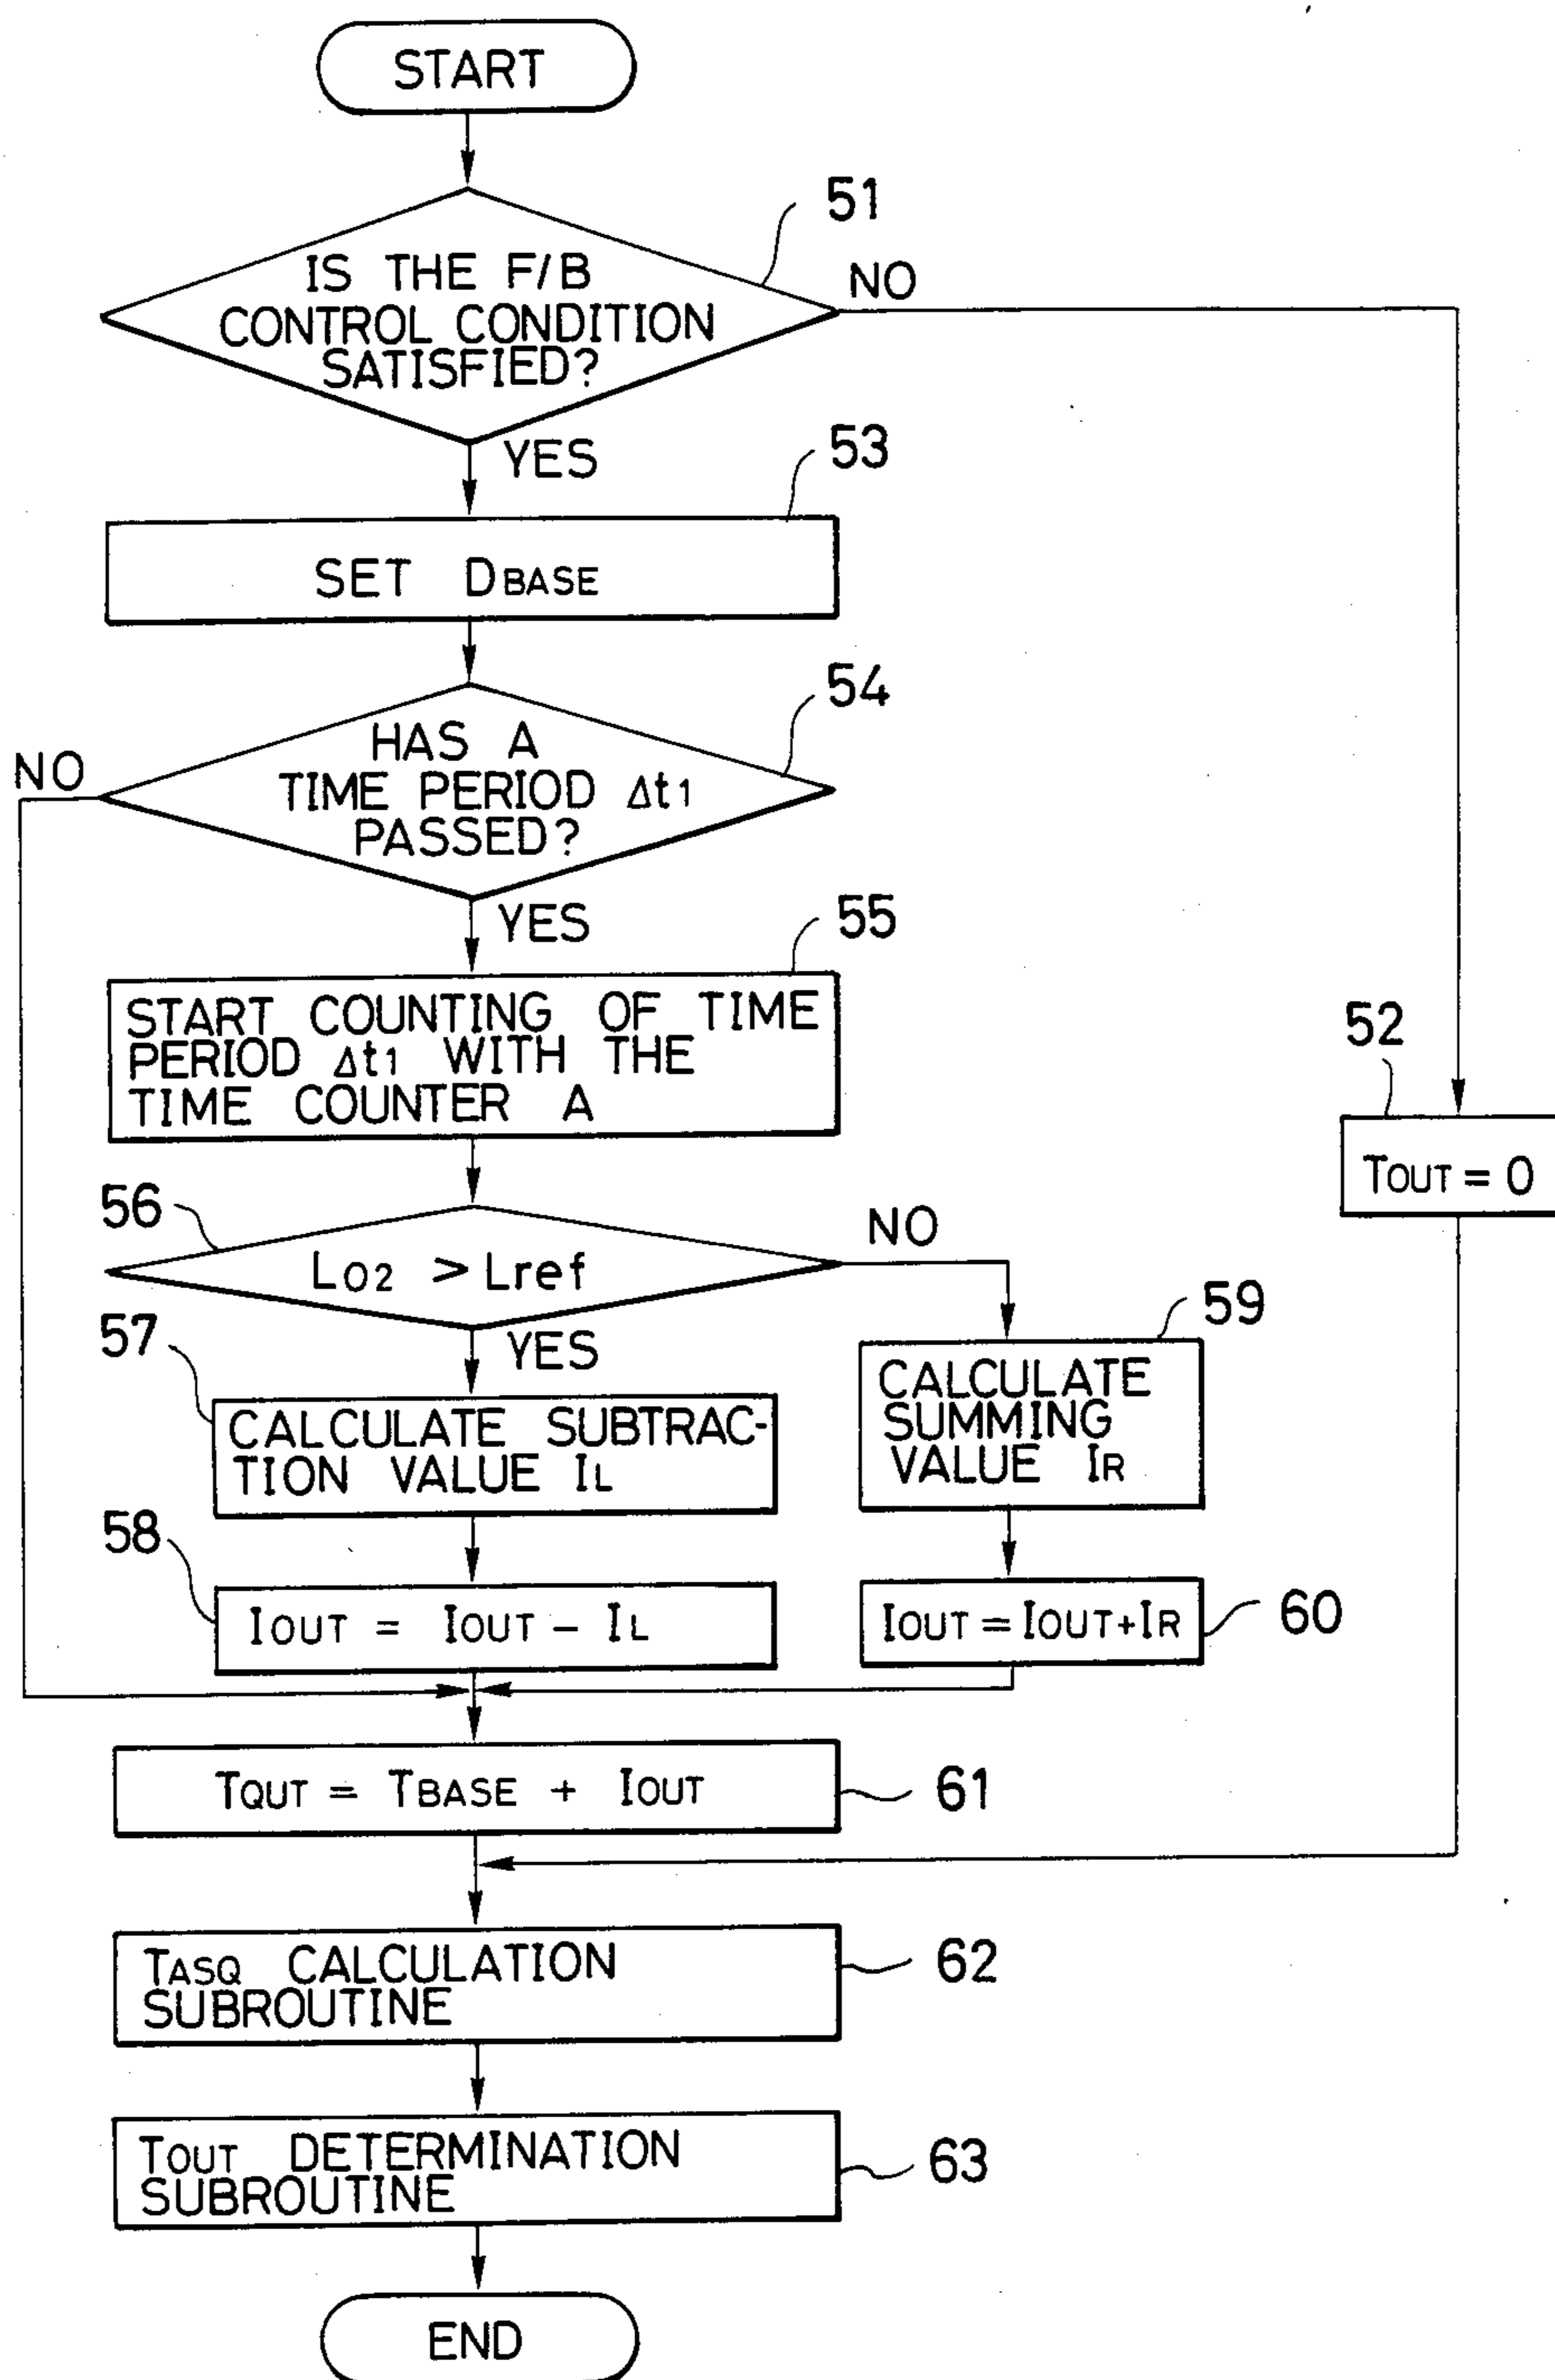 START
51
IS THE F/B
CONTROL CONDITION
SATISFIED?
NO
YES
53
SET DBASE
54
HAS A
TIME PERIOD Δt1
PASSED?
NO
YES
55
START COUNTING OF TIME
PERIOD Δt1 WITH THE
TIME COUNTER A
52
TOUT = 0
56
LO2 > Lref
NO
YES
57
CALCULATE SUBTRAC-
TION VALUE IL
59
CALCULATE
SUMMING
VALUE IR
58
IOUT = IOUT - IL
IOUT = IOUT + IR
60
TQUT = TBASE + IOUT
61
TASQ CALCULATION
SUBROUTINE
62
TOUT DETERMINATION
SUBROUTINE
63
END